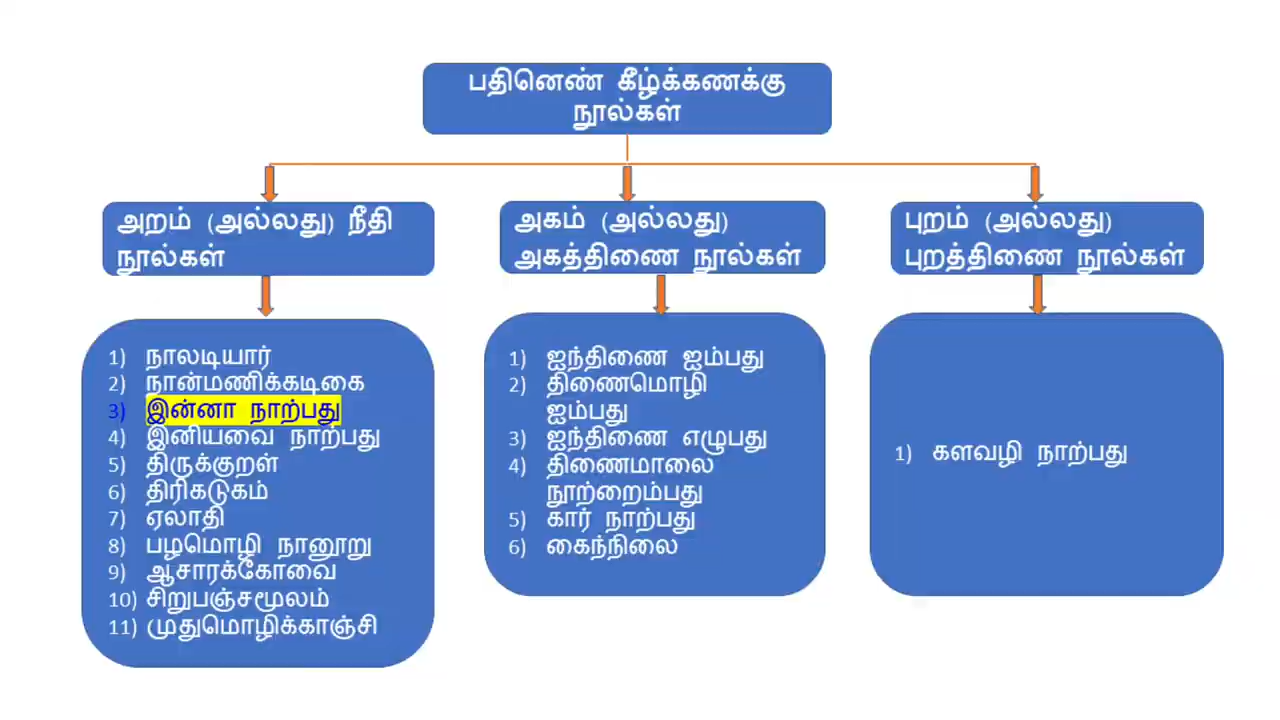 பதினெண் கீழ்க்கணக்கு
நூல்கள்
அறம் (அல்லது) நீதி
நூல்கள்
அகம் (அல்லது)
அகத்திணை நூல்கள்
புறம் (அல்லது)
புறத்திணை நூல்கள்
1) நாலடியார்
2) நான்மணிக்கடிகை
3) இன்னா நாற்பது
4) இனியவை நாற்பது
5) திருக்குறள்
6) திரிகடுகம்
7) ஏலாதி
8) பழமொழி நானூறு
9) ஆசாரக்கோவை
10) சிறுபஞ்சமூலம்
11) முதுமொழிக்காஞ்சி
1) ஐந்திணை ஐம்பது
2) திணைமொழி
ஐம்பது
3) ஐந்திணை எழுபது
4) திணைமாலை
நூற்றைம்பது
5) கார் நாற்பது
6) கைந்நிலை
1) களவழி நாற்பது